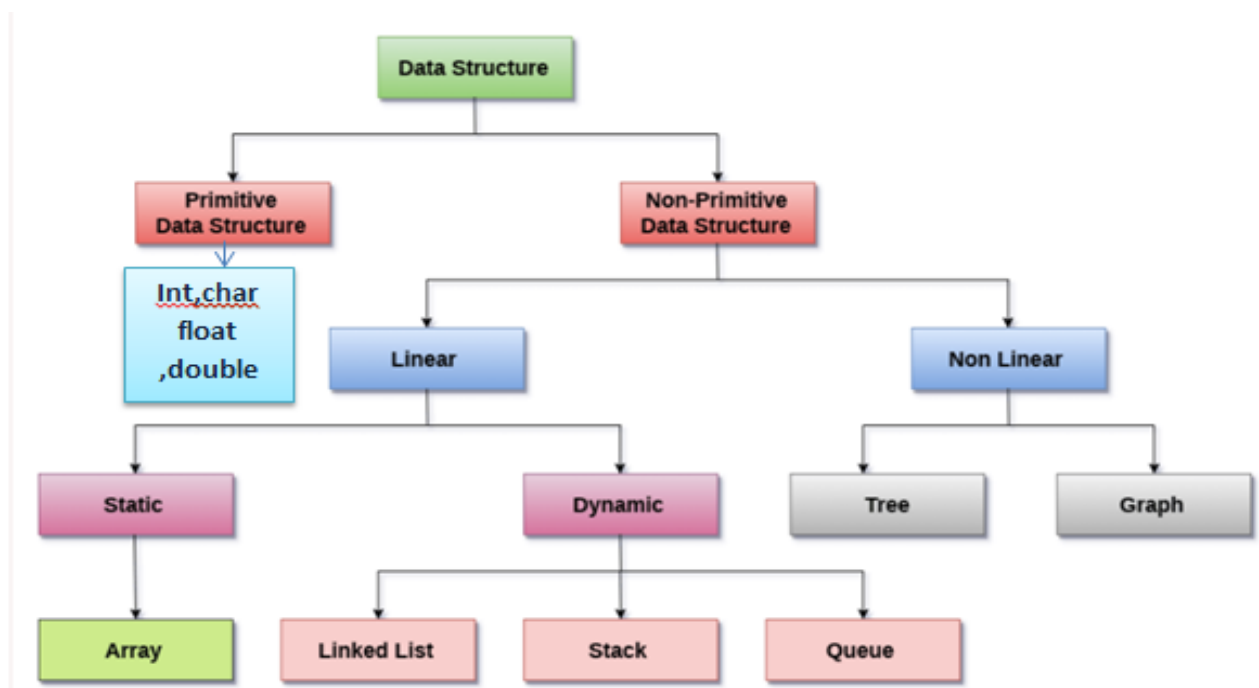 Data Structure
Primitive
Data Structure
Non-Primitive
Data Structure
Int,char
float
,double
Linear
Non Linear
Static
Dynamic
Tree
Graph
Array
Linked List
Stack
Queue